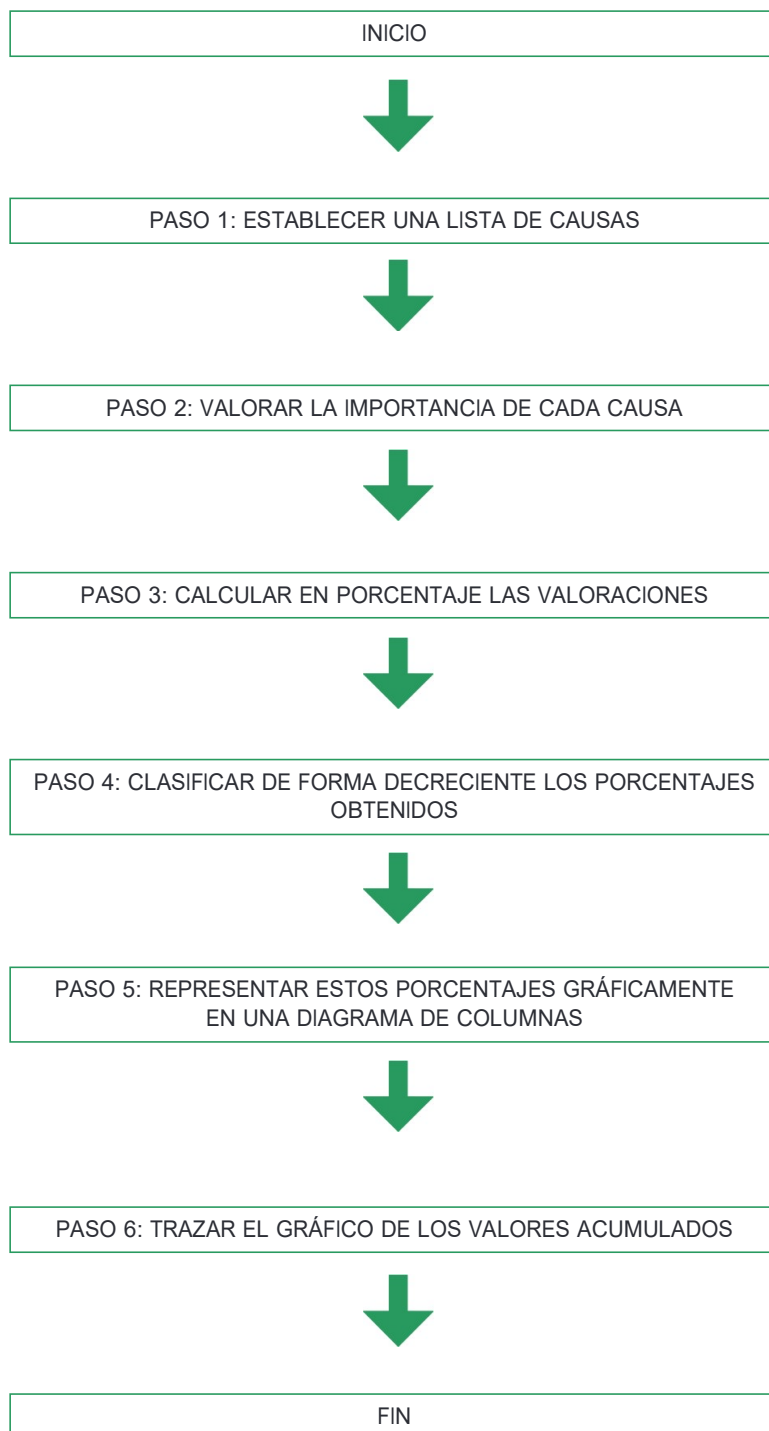 INICIO
PASO 1: ESTABLECER UNA LISTA DE CAUSAS
PASO 2: VALORAR LA IMPORTANCIA DE CADA CAUSA
PASO 3: CALCULAR EN PORCENTAJE LAS VALORACIONES
PASO 4: CLASIFICAR DE FORMA DECRECIENTE LOS PORCENTAJES
OBTENIDOS
PASO 5: REPRESENTAR ESTOS PORCENTAJES GRÁFICAMENTE
EN UNA DIAGRAMA DE COLUMNAS
PASO 6: TRAZAR EL GRÁFICO DE LOS VALORES ACUMULADOS
FIN